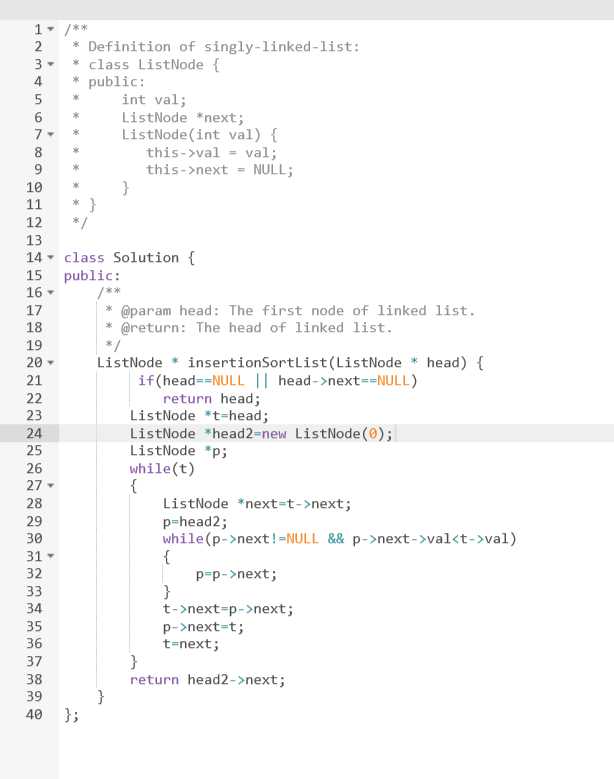 1 /**
2  * Definition of singly-linked-list:
3  * class ListNode {
4  * public:
5  *     int val;
6  *     ListNode *next;
7  *     ListNode(int val) {
8  *        this->val = val;
9  *        this->next = NULL;
10  *     }
11  * }
12  */
13
14 class Solution {
15 public:
16     /**
17      * @param head: The first node of linked list.
18      * @return: The head of linked list.
19      */
20     ListNode * insertionSortList(ListNode * head) {
21          if(head==NULL || head->next==NULL)
22             return head;
23         ListNode *t=head;
24         ListNode *head2=new ListNode(0);
25         ListNode *p;
26         while(t)
27         {
28             ListNode *next=t->next;
29             p=head2;
30             while(p->next!=NULL && p->next->val<t->val)
31             {
32                 p=p->next;
33             }
34             t->next=p->next;
35             p->next=t;
36             t=next;
37         }
38         return head2->next;
39     }
40 };